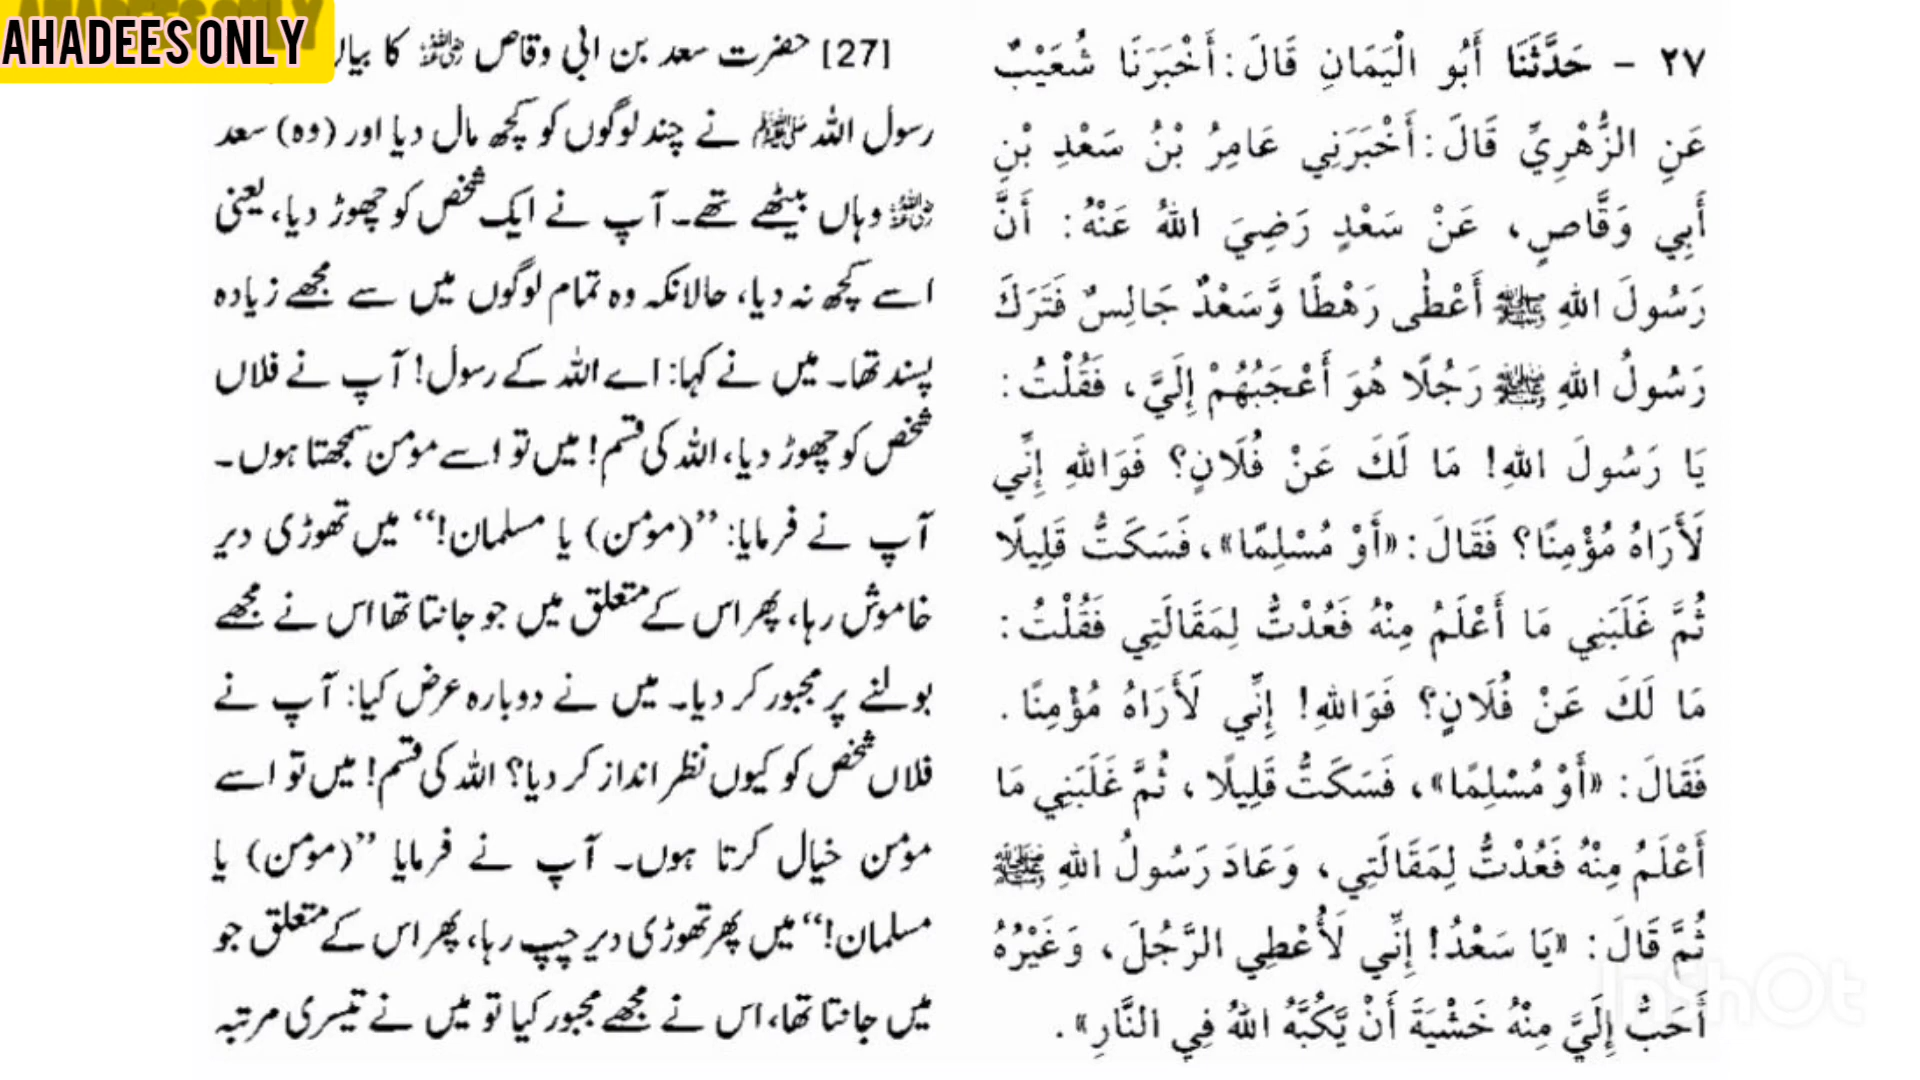 AHADEES ONLY
٢٧ - حَدَّثَنَا أَبُو الْيَمَانِ قَالَ: أَخْبَرَنَا شُعَيْبٌ
عَنِ الزُّهْرِيِّ قَالَ: أَخْبَرَنِي عَامِرُ بْنُ سَعْدِ بْنِ
أَبِي وَقَّاصٍ، عَنْ سَعْدٍ رَضِيَ اللهُ عَنْهُ: أَنَّ
رَسُولَ اللهِ ﷺ أَعْطَى رَهْطًا وَّسَعْدٌ جَالِسٌ فَتَرَكَ
رَسُولُ اللهِ ﷺ رَجُلًا هُوَ أَعْجَبُهُمْ إِلَيَّ، فَقُلْتُ:
يَا رَسُولَ اللهِ! مَا لَكَ عَنْ فُلَانٍ؟ فَوَاللهِ إِنِّي
لَأَرَاهُ مُؤْمِنًا؟ فَقَالَ: «أَوْ مُسْلِمًا»، فَسَكَتُّ قَلِيلًا
ثُمَّ غَلَبَنِي مَا أَعْلَمُ مِنْهُ فَعُدْتُّ لِمَقَالَتِي فَقُلْتُ:
مَا لَكَ عَنْ فُلَانٍ؟ فَوَاللهِ! إِنِّي لَأَرَاهُ مُؤْمِنًا.
فَقَالَ: «أَوْ مُسْلِمًا»، فَسَكَتُّ قَلِيلًا، ثُمَّ غَلَبَنِي مَا
أَعْلَمُ مِنْهُ فَعُدْتُّ لِمَقَالَتِي، وَعَادَ رَسُولُ اللهِ ﷺ
ثُمَّ قَالَ: «يَا سَعْدُ! إِنِّي لَأُعْطِي الرَّجُلَ، وَغَيْرُهُ
أَحَبُّ إِلَيَّ مِنْهُ خَشْيَةَ أَنْ يَّكُبَّهُ اللهُ فِي النَّارِ».
[27] حضرت سعد بن ابی وقاص رضی اللہ عنہ کا
رسول اللہ ﷺ نے چند لوگوں کو کچھ مال دیا اور (وہ) سعد
رضی اللہ عنہ وہاں بیٹھے تھے۔ آپ نے ایک شخص کو چھوڑ دیا، یعنی
اسے کچھ نہ دیا، حالانکہ وہ تمام لوگوں میں سے مجھے زیادہ
پسند تھا۔ میں نے کہا: اے اللہ کے رسول! آپ نے فلاں
شخص کو چھوڑ دیا، اللہ کی قسم! میں تو اسے مومن سمجھتا ہوں۔
آپ نے فرمایا: ”(مومن) یا مسلمان!“ میں تھوڑی دیر
خاموش رہا، پھر اس کے متعلق میں جو جانتا تھا اس نے مجھے
بولنے پر مجبور کر دیا۔ میں نے دوبارہ عرض کیا: آپ نے
فلاں شخص کو کیوں نظر انداز کر دیا؟ اللہ کی قسم! میں تو اسے
مومن خیال کرتا ہوں۔ آپ نے فرمایا ”(مومن) یا
مسلمان!“ میں پھر تھوڑی دیر چپ رہا، پھر اس کے متعلق جو
میں جانتا تھا، اس نے مجھے مجبور کیا تو میں نے تیسری مرتبہ
InShOt